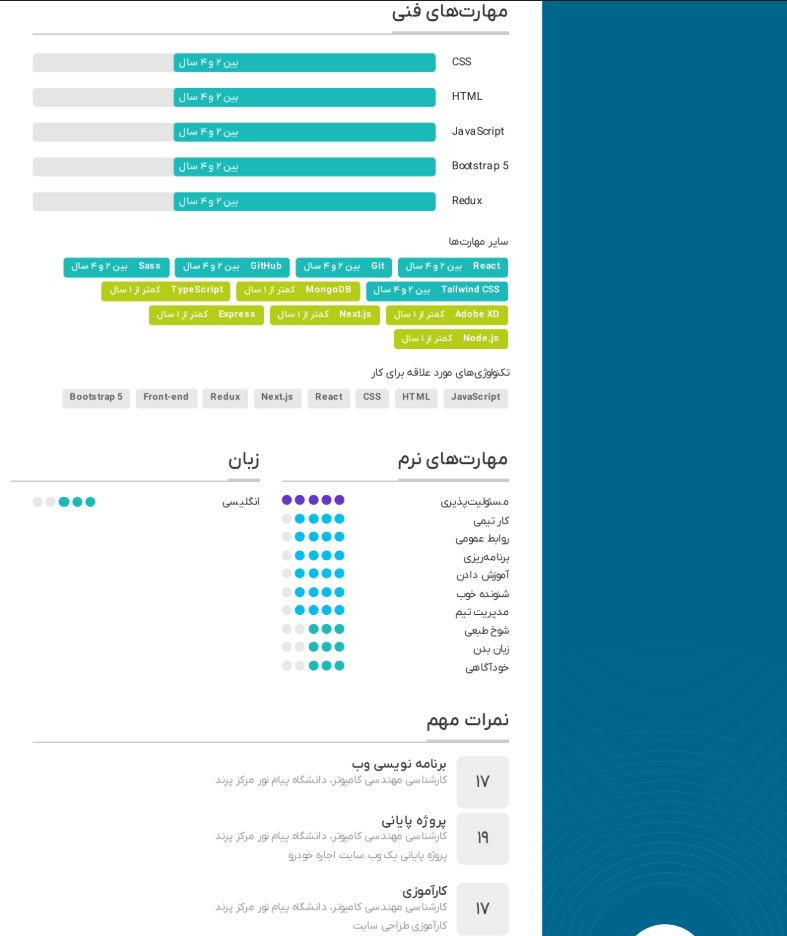 مهارت‌های فنی
CSS بین ۲ و ۴ سال
HTML بین ۲ و ۴ سال
JavaScript بین ۲ و ۴ سال
Bootstrap 5 بین ۲ و ۴ سال
Redux بین ۲ و ۴ سال
سایر مهارت‌ها
React بین ۲ و ۴ سال Git بین ۲ و ۴ سال GitHub بین ۲ و ۴ سال Sass بین ۲ و ۴ سال
Tailwind CSS بین ۲ و ۴ سال MongoDB کمتر از ۱ سال TypeScript کمتر از ۱ سال
Adobe XD کمتر از ۱ سال Next.js کمتر از ۱ سال Express کمتر از ۱ سال
Node.js کمتر از ۱ سال
تکنولوژی‌های مورد علاقه برای کار
JavaScript HTML CSS React Next.js Redux Front-end Bootstrap 5
مهارت‌های نرم
مسئولیت‌پذیری
کار تیمی
روابط عمومی
برنامه‌ریزی
آموزش دادن
شنونده خوب
مدیریت تیم
شوخ طبعی
زبان بدن
خودآگاهی
زبان
انگلیسی
نمرات مهم
۱۷
برنامه نویسی وب
کارشناسی مهندسی کامپوتر، دانشگاه پیام نور مرکز پرند
۱۹
پروژه پایانی
کارشناسی مهندسی کامپوتر، دانشگاه پیام نور مرکز پرند
پروژه پایانی یک وب سایت اجاره خودرو
۱۷
کارآموزی
کارشناسی مهندسی کامپوتر، دانشگاه پیام نور مرکز پرند
کارآموزی طراحی سایت